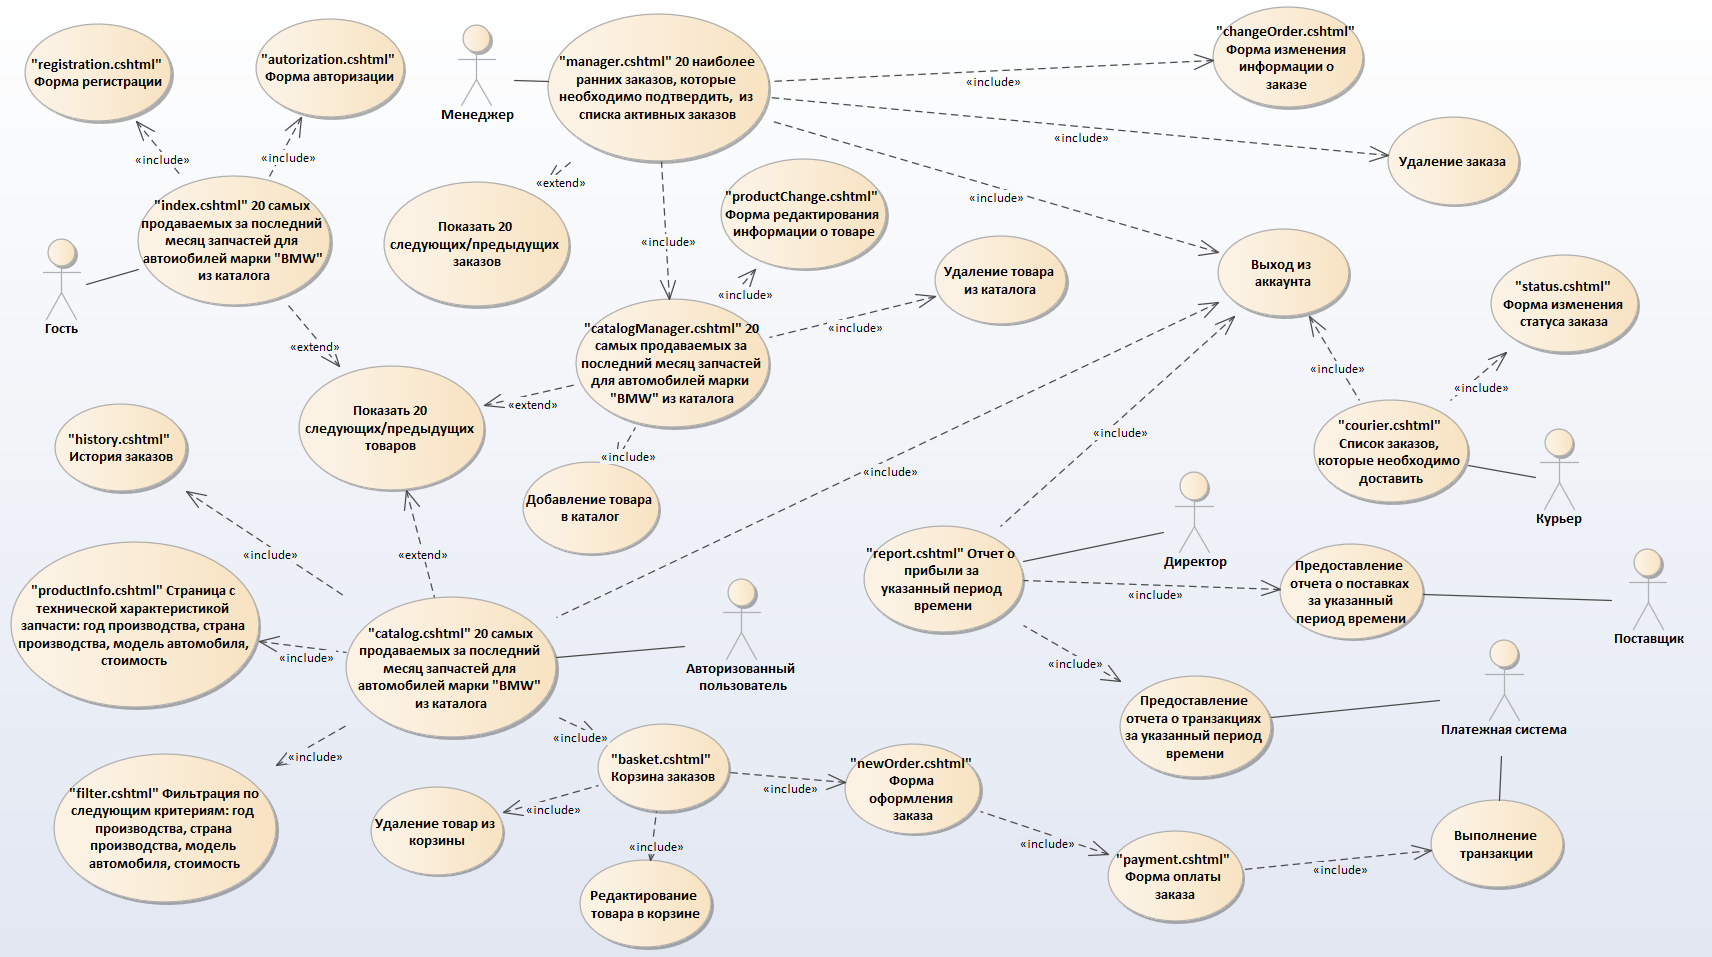 "registration.cshtml"
Форма регистрации
"autorization.cshtml"
Форма авторизации
Менеджер
"manager.cshtml" 20 наиболее
ранних заказов, которые
необходимо подтвердить,  из
списка активных заказов
"changeOrder.cshtml"
Форма изменения
информации о
заказе
«include»
«include»
Удаление заказа
«include»
«include»
«extend»
«include»
«include»
"index.cshtml" 20 самых
продаваемых за последний
месяц запчастей для
автоиобилей марки "BMW"
из каталога
Гость
Показать 20
следующих/предыдущих
заказов
"productChange.cshtml"
Форма редактирования
информации о товаре
Удаление товара
из каталога
Выход из
аккаунта
"status.cshtml"
Форма изменения
статуса заказа
«include»
«include»
«extend»
"catalogManager.cshtml" 20
самых продаваемых за
последний месяц запчастей
для автомобилей марки
"BMW" из каталога
«extend»
«include»
«include»
Показать 20
следующих/предыдущих
товаров
"history.cshtml"
История заказов
«include»
Добавление товара
в каталог
«include»
«include»
"courier.cshtml"
Список заказов,
которые необходимо
доставить
Курьер
«include»
«extend»
"report.cshtml" Отчет о
прибыли за
указанный период
времени
Директор
«include»
Предоставление
отчета о поставках
за указанный
период времени
Поставщик
"productInfo.cshtml" Страница с
технической характеристикой
запчасти: год производства, страна
производства, модель автомобиля,
стоимость
«include»
"catalog.cshtml" 20 самых
продаваемых за последний
месяц запчастей для
автомобилей марки "BMW"
из каталога
Авторизованный
пользователь
«include»
Предоставление
отчета о транзакциях
за указанный период
времени
Платежная система
«include»
«include»
"filter.cshtml" Фильтрация по
следующим критериям: год
производства, страна
производства, модель
автомобиля, стоимость
"basket.cshtml"
Корзина заказов
«include»
"newOrder.cshtml"
Форма
оформления
заказа
«include»
Удаление товар из
корзины
«include»
Редактирование
товара в корзине
«include»
"payment.cshtml"
Форма оплаты
заказа
«include»
Выполнение
транзакции